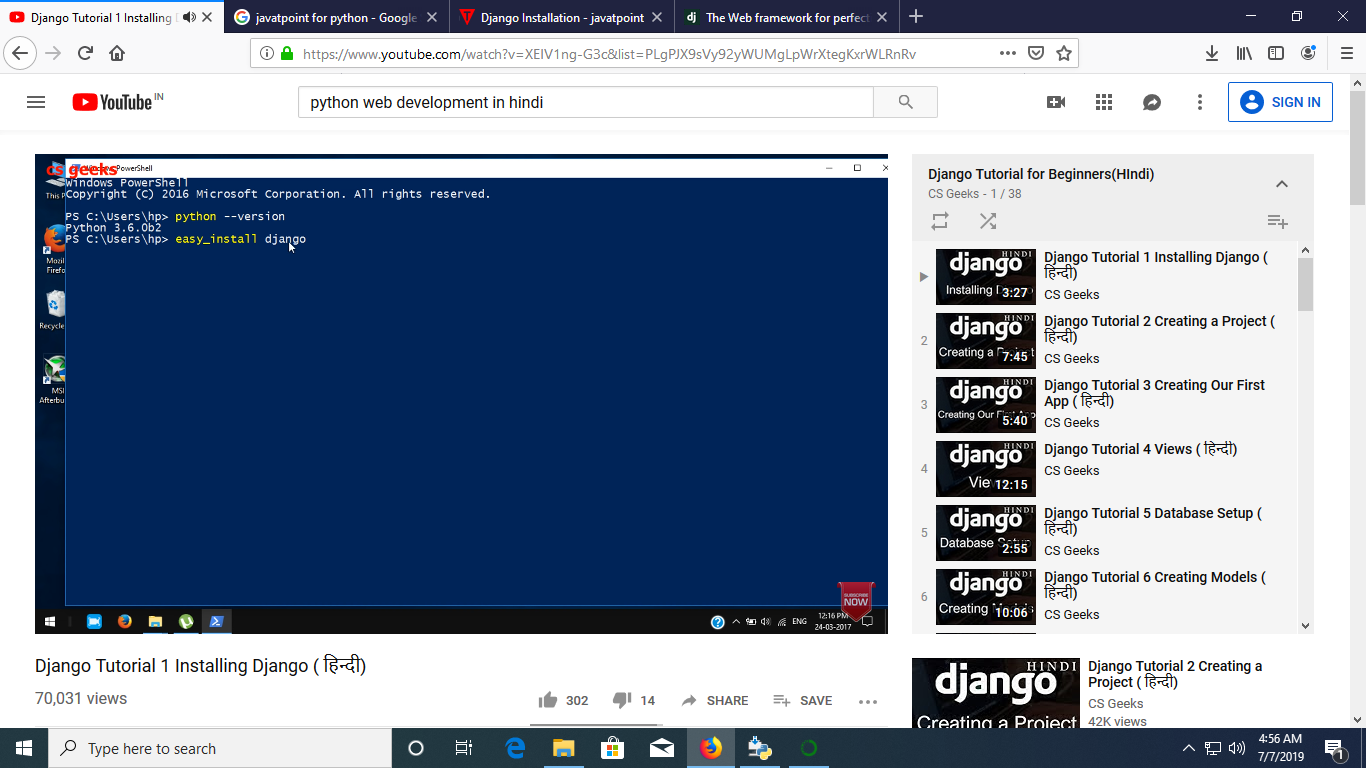 Django Tutorial 1 Installing
javatpoint for python - Google
Django Installation - javatpoint
dj The Web framework for perfect
https://www.youtube.com/watch?v=XEIV1ng-G3c&list=PLgPJX9sVy92yWUMgLpWrXtegKxrWLRnRv
YouTube IN
python web development in hindi
SIGN IN
cs geeks
PowerShell
Windows PowerShell
Copyright (C) 2016 Microsoft Corporation. All rights reserved.
PS C:\Users\hp> python --version
Python 3.6.0b2
PS C:\Users\hp> easy_install django
This P
Mozil
Firefo
Recycle
MSI
Afterbu
SUBSCRIBE
NOW
ENG
12:16 PM
24-03-2017
Django Tutorial for Beginners(HIndi)
CS Geeks - 1 / 38
django HINDI
Installing
3:27
Django Tutorial 1 Installing Django (
हिन्दी)
CS Geeks
2
django HINDI
Creating a
7:45
Django Tutorial 2 Creating a Project (
हिन्दी)
CS Geeks
3
django HINDI
Creating Our First App
5:40
Django Tutorial 3 Creating Our First
App ( हिन्दी)
CS Geeks
4
django HINDI
12:15
Django Tutorial 4 Views ( हिन्दी)
CS Geeks
5
django HINDI
Database
2:55
Django Tutorial 5 Database Setup (
हिन्दी)
CS Geeks
6
django HINDI
Creating
10:06
Django Tutorial 6 Creating Models (
हिन्दी)
CS Geeks
Django Tutorial 1 Installing Django ( हिन्दी)
70,031 views
302
14
SHARE
SAVE
django HINDI
Creating a Project
Django Tutorial 2 Creating a
Project ( हिन्दी)
CS Geeks
42K views
Type here to search
4:56 AM
7/7/2019
1